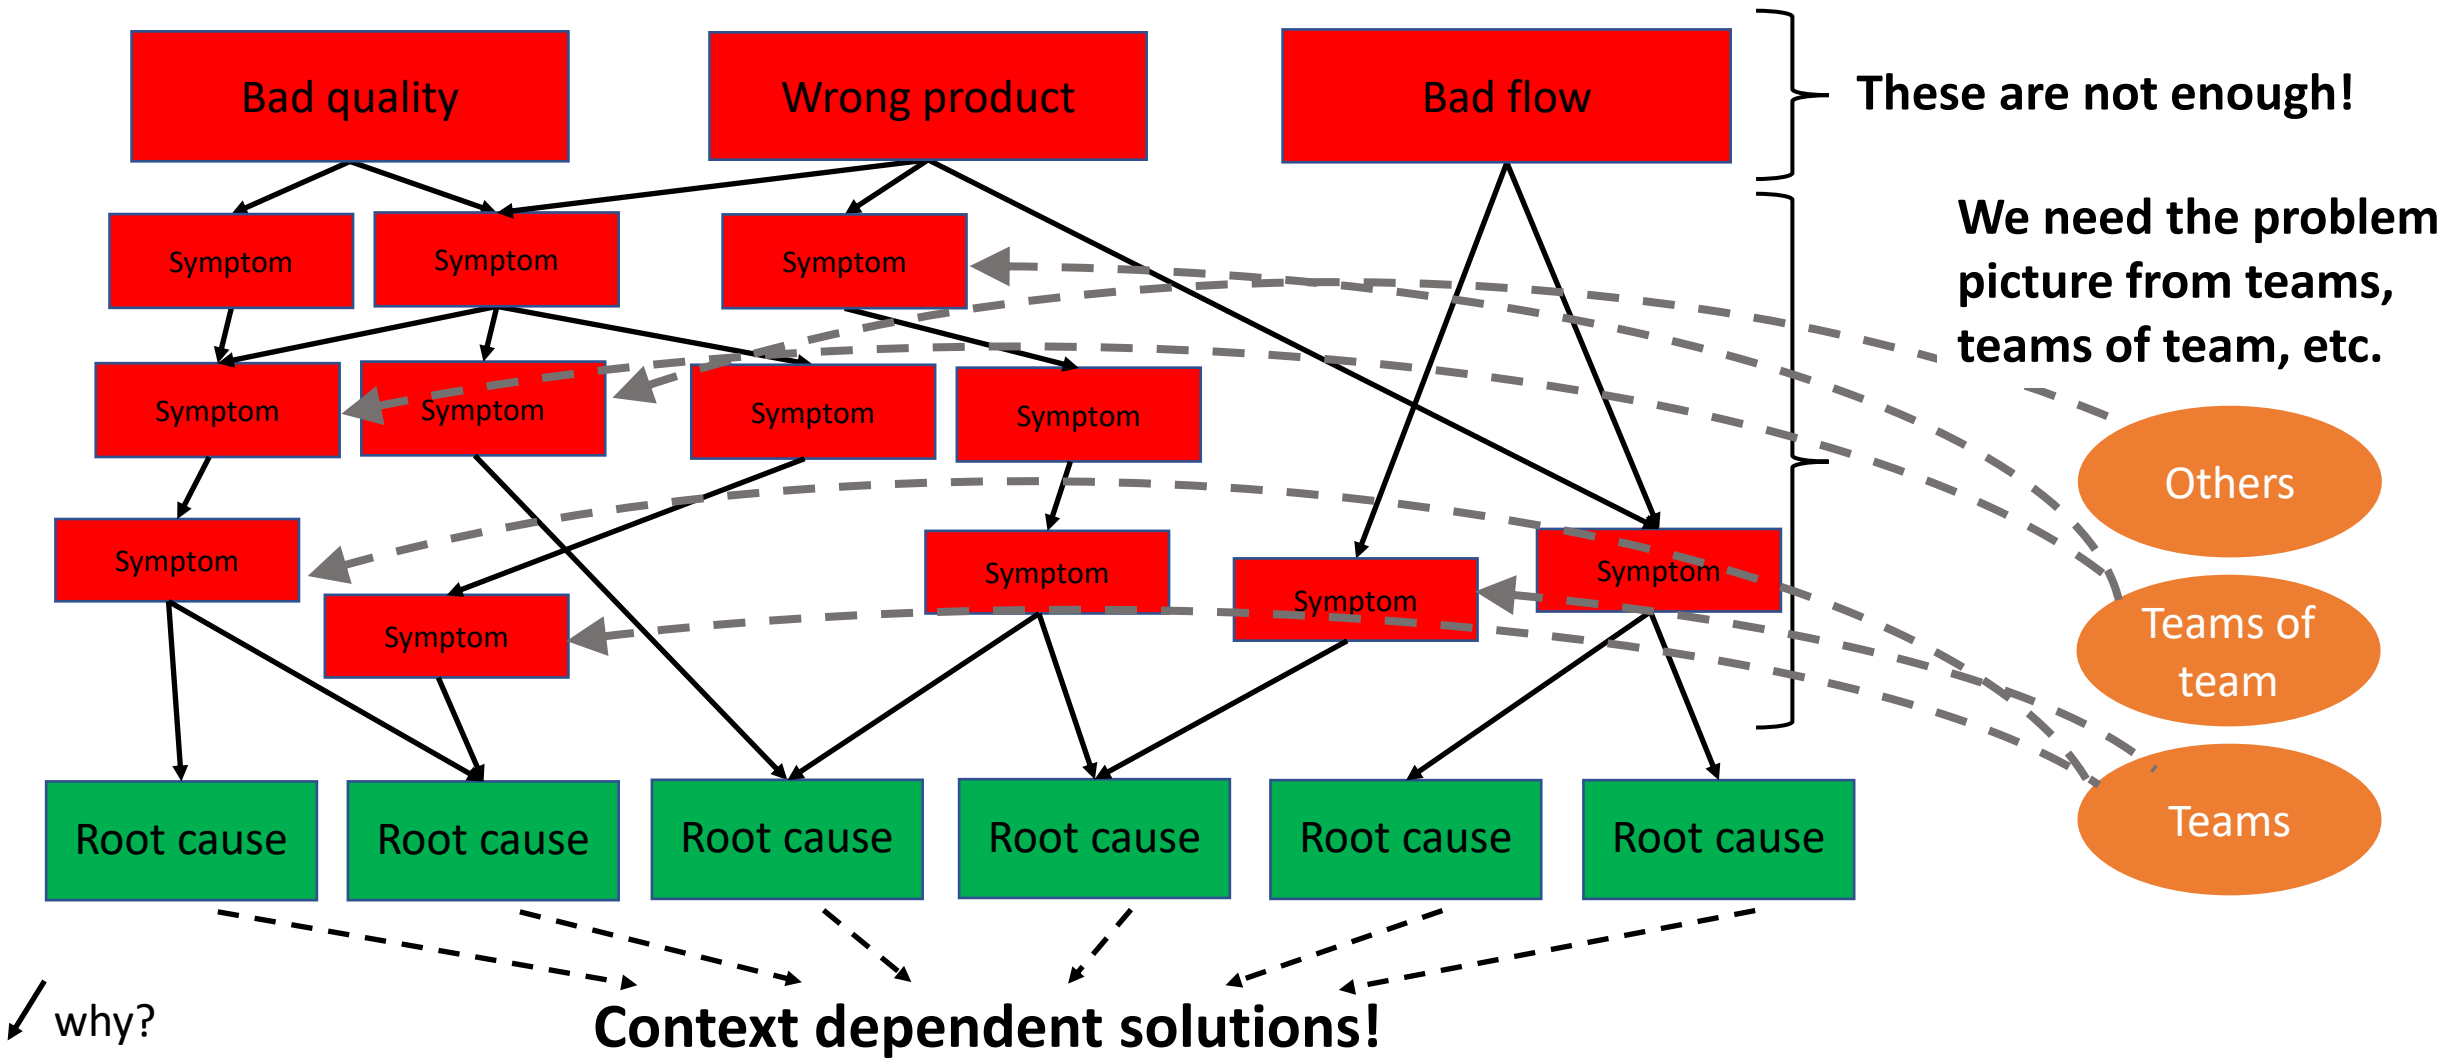 Bad quality
Wrong product
Bad flow
These are not enough!
We need the problem
picture from teams,
teams of team, etc.
Symptom
Symptom
Symptom
Symptom
Symptom
Symptom
Symptom
Others
Symptom
Symptom
Symptom
Symptom
Symptom
Teams of
team
Root cause
Root cause
Root cause
Root cause
Root cause
Root cause
Teams
why?
Context dependent solutions!